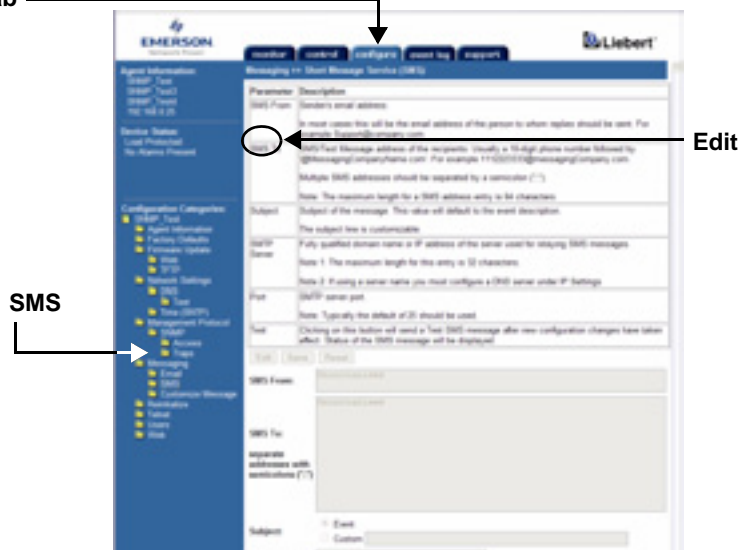 ab
EMERSON
Network Power
Liebert
monitor control configure event log support
Messaging >> Short Message Service (SMS)
Agent Information:
SNMP_Test
Device Status:
Load Protected
No Alarms Present
Configuration Categories:
SNMP_Test
Agent Information
Factory Defaults
Firmware Update
Web
TFTP
Network Settings
DNS
Test
Time (SNTP)
Management Protocol
SNMP
Access
Traps
Messaging
Email
SMS
Customize Message
Reinitialize
Telnet
Users
Web
Parameter Description
SMS From Sender's email address.
In most cases this will be the email address of the person to whom replies should be sent. For
example Support@company.com
SMS/Text Message address of the recipients. Usually a 10-digit phone number followed by
Multiple SMS addresses should be separated by a semicolon (";").
Note: The maximum length for a SMS address entry is 64 characters.
Subject Subject of the message. This value will default to the event description.
The subject line is customizable.
SMTP Server Fully qualified domain name or IP address of the server used for relaying SMS messages.
Note 1: The maximum length for this entry is 32 characters.
Note 2: If using a server name you must configure a DNS server under IP Settings.
Port SMTP server port.
Note: Typically the default of 25 should be used.
Test Clicking on this button will send a Test SMS message after new configuration changes have taken
effect. Status of the SMS message will be displayed.
Edit Save Reset
SMS From:
SMS To:
separate
addresses with
semicolons (";")
Subject:
Event
Custom
Edit
SMS